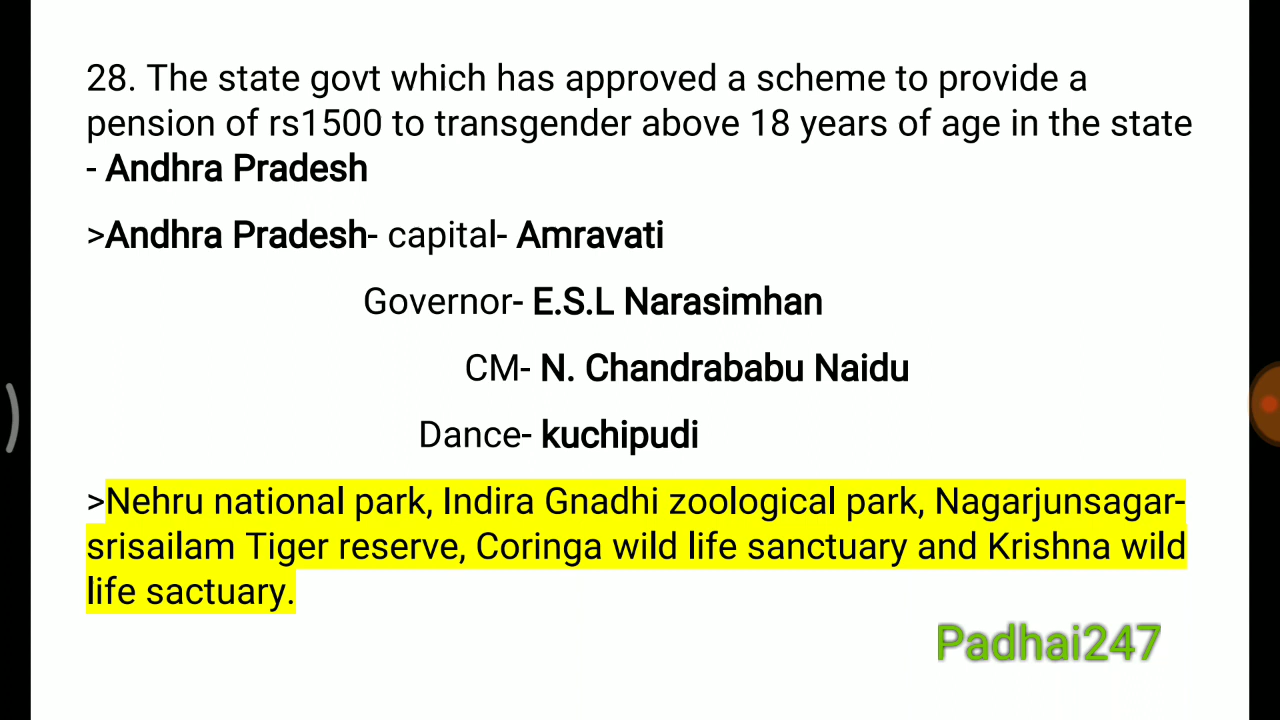 28. The state govt which has approved a scheme to provide a
pension of rs1500 to transgender above 18 years of age in the state
- Andhra Pradesh
>Andhra Pradesh- capital- Amravati
Governor- E.S.L Narasimhan
CM- N. Chandrababu Naidu
Dance- kuchipudi
>Nehru national park, Indira Gnadhi zoological park, Nagarjunsagar-
srisailam Tiger reserve, Coringa wild life sanctuary and Krishna wild
life sactuary.
Padhai247